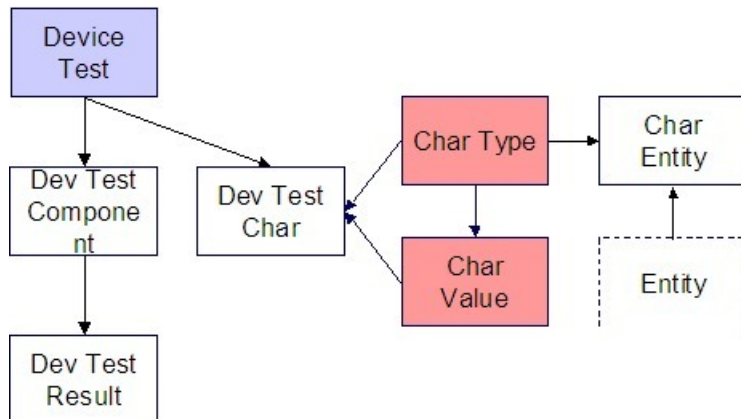 Device
Test
Char Type
Char
Entity
Dev Test
Compone
nt
Dev Test
Char
Char
Value
Entity
Dev Test
Result